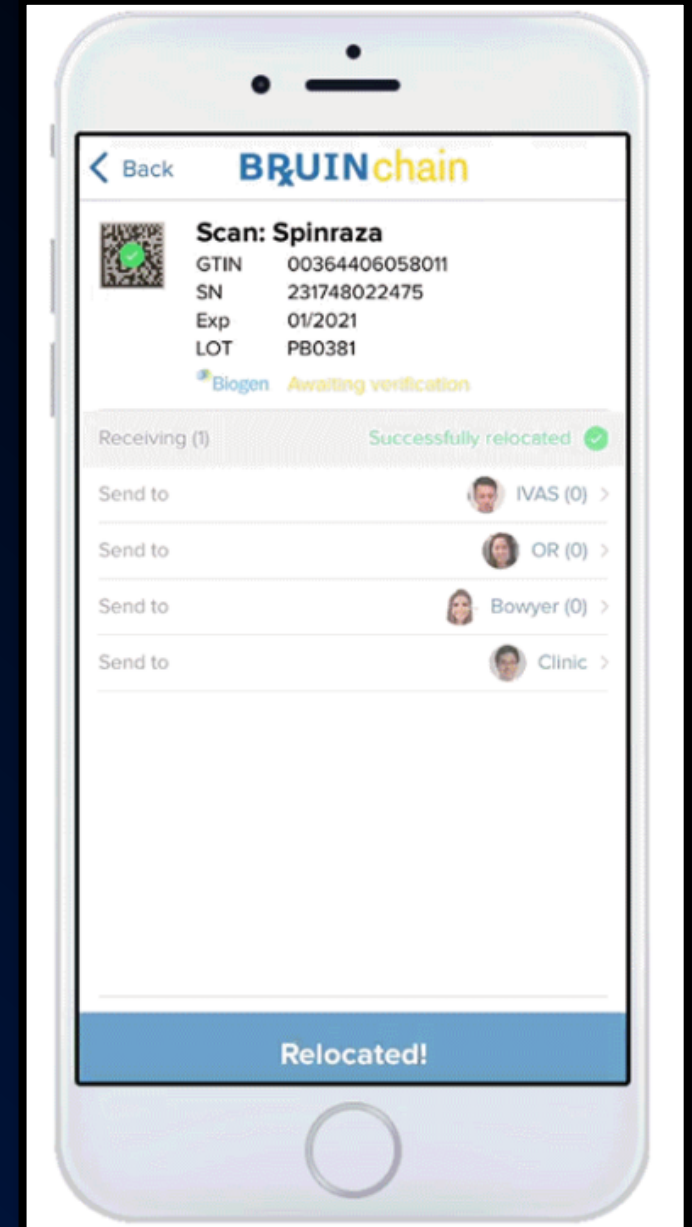 Back
BRUINchain
Scan: Spinraza
GTIN 00364406058011
SN 231748022475
Exp 01/2021
LOT PB0381
Biogen Awaiting verification
Receiving (1) Successfully relocated
Send to IVAS (0)
Send to OR (0)
Send to Bowyer (0)
Send to Clinic
Relocated!